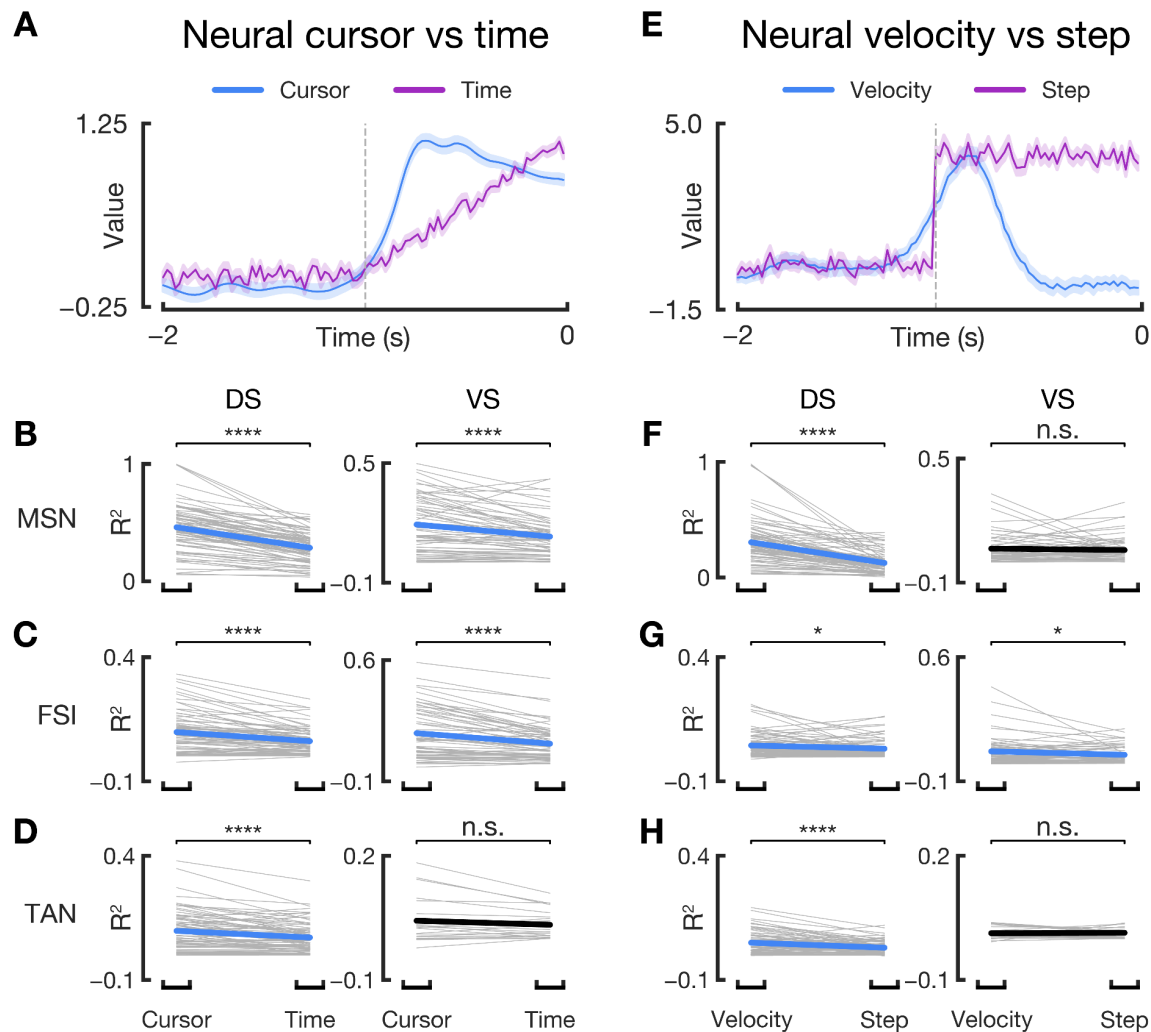 A Neural cursor vs time
Cursor Time
1.25
Value
−0.25
−2 Time (s) 0
E Neural velocity vs step
Velocity Step
5.0
Value
−1.5
−2 Time (s) 0
DS VS
B **** ****
MSN R² 1 0 0.5 −0.1
C **** ****
FSI R² 0.4 −0.1 0.6 −0.1
D **** n.s.
TAN R² 0.4 −0.1 0.2 −0.1
Cursor Time Cursor Time
DS VS
F **** n.s.
R² 1 0 0.5 −0.1
G * *
R² 0.4 −0.1 0.6 −0.1
H **** n.s.
R² 0.4 −0.1 0.2 −0.1
Velocity Step Velocity Step